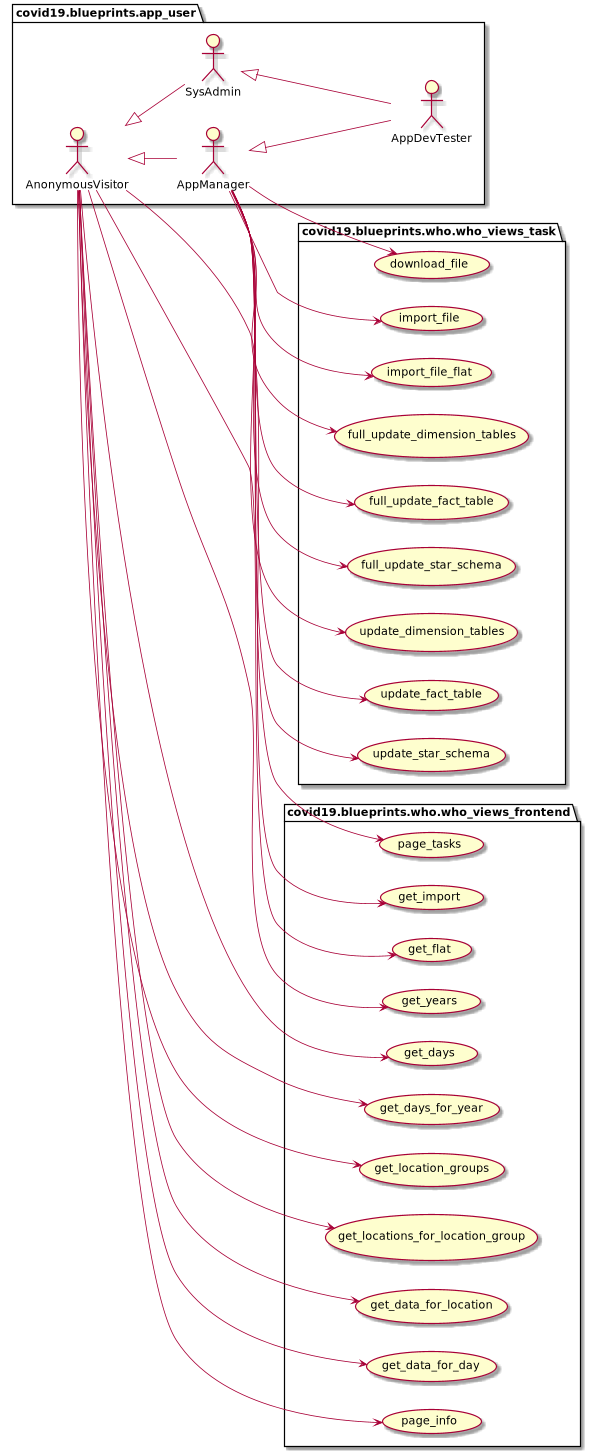 covid19.blueprints.app_user
SysAdmin
AppDevTester
AnonymousVisitor
AppManager
covid19.blueprints.who.who_views_task
download_file
import_file
import_file_flat
full_update_dimension_tables
full_update_fact_table
full_update_star_schema
update_dimension_tables
update_fact_table
update_star_schema
covid19.blueprints.who.who_views_frontend
page_tasks
get_import
get_flat
get_years
get_days
get_days_for_year
get_location_groups
get_locations_for_location_group
get_data_for_location
get_data_for_day
page_info